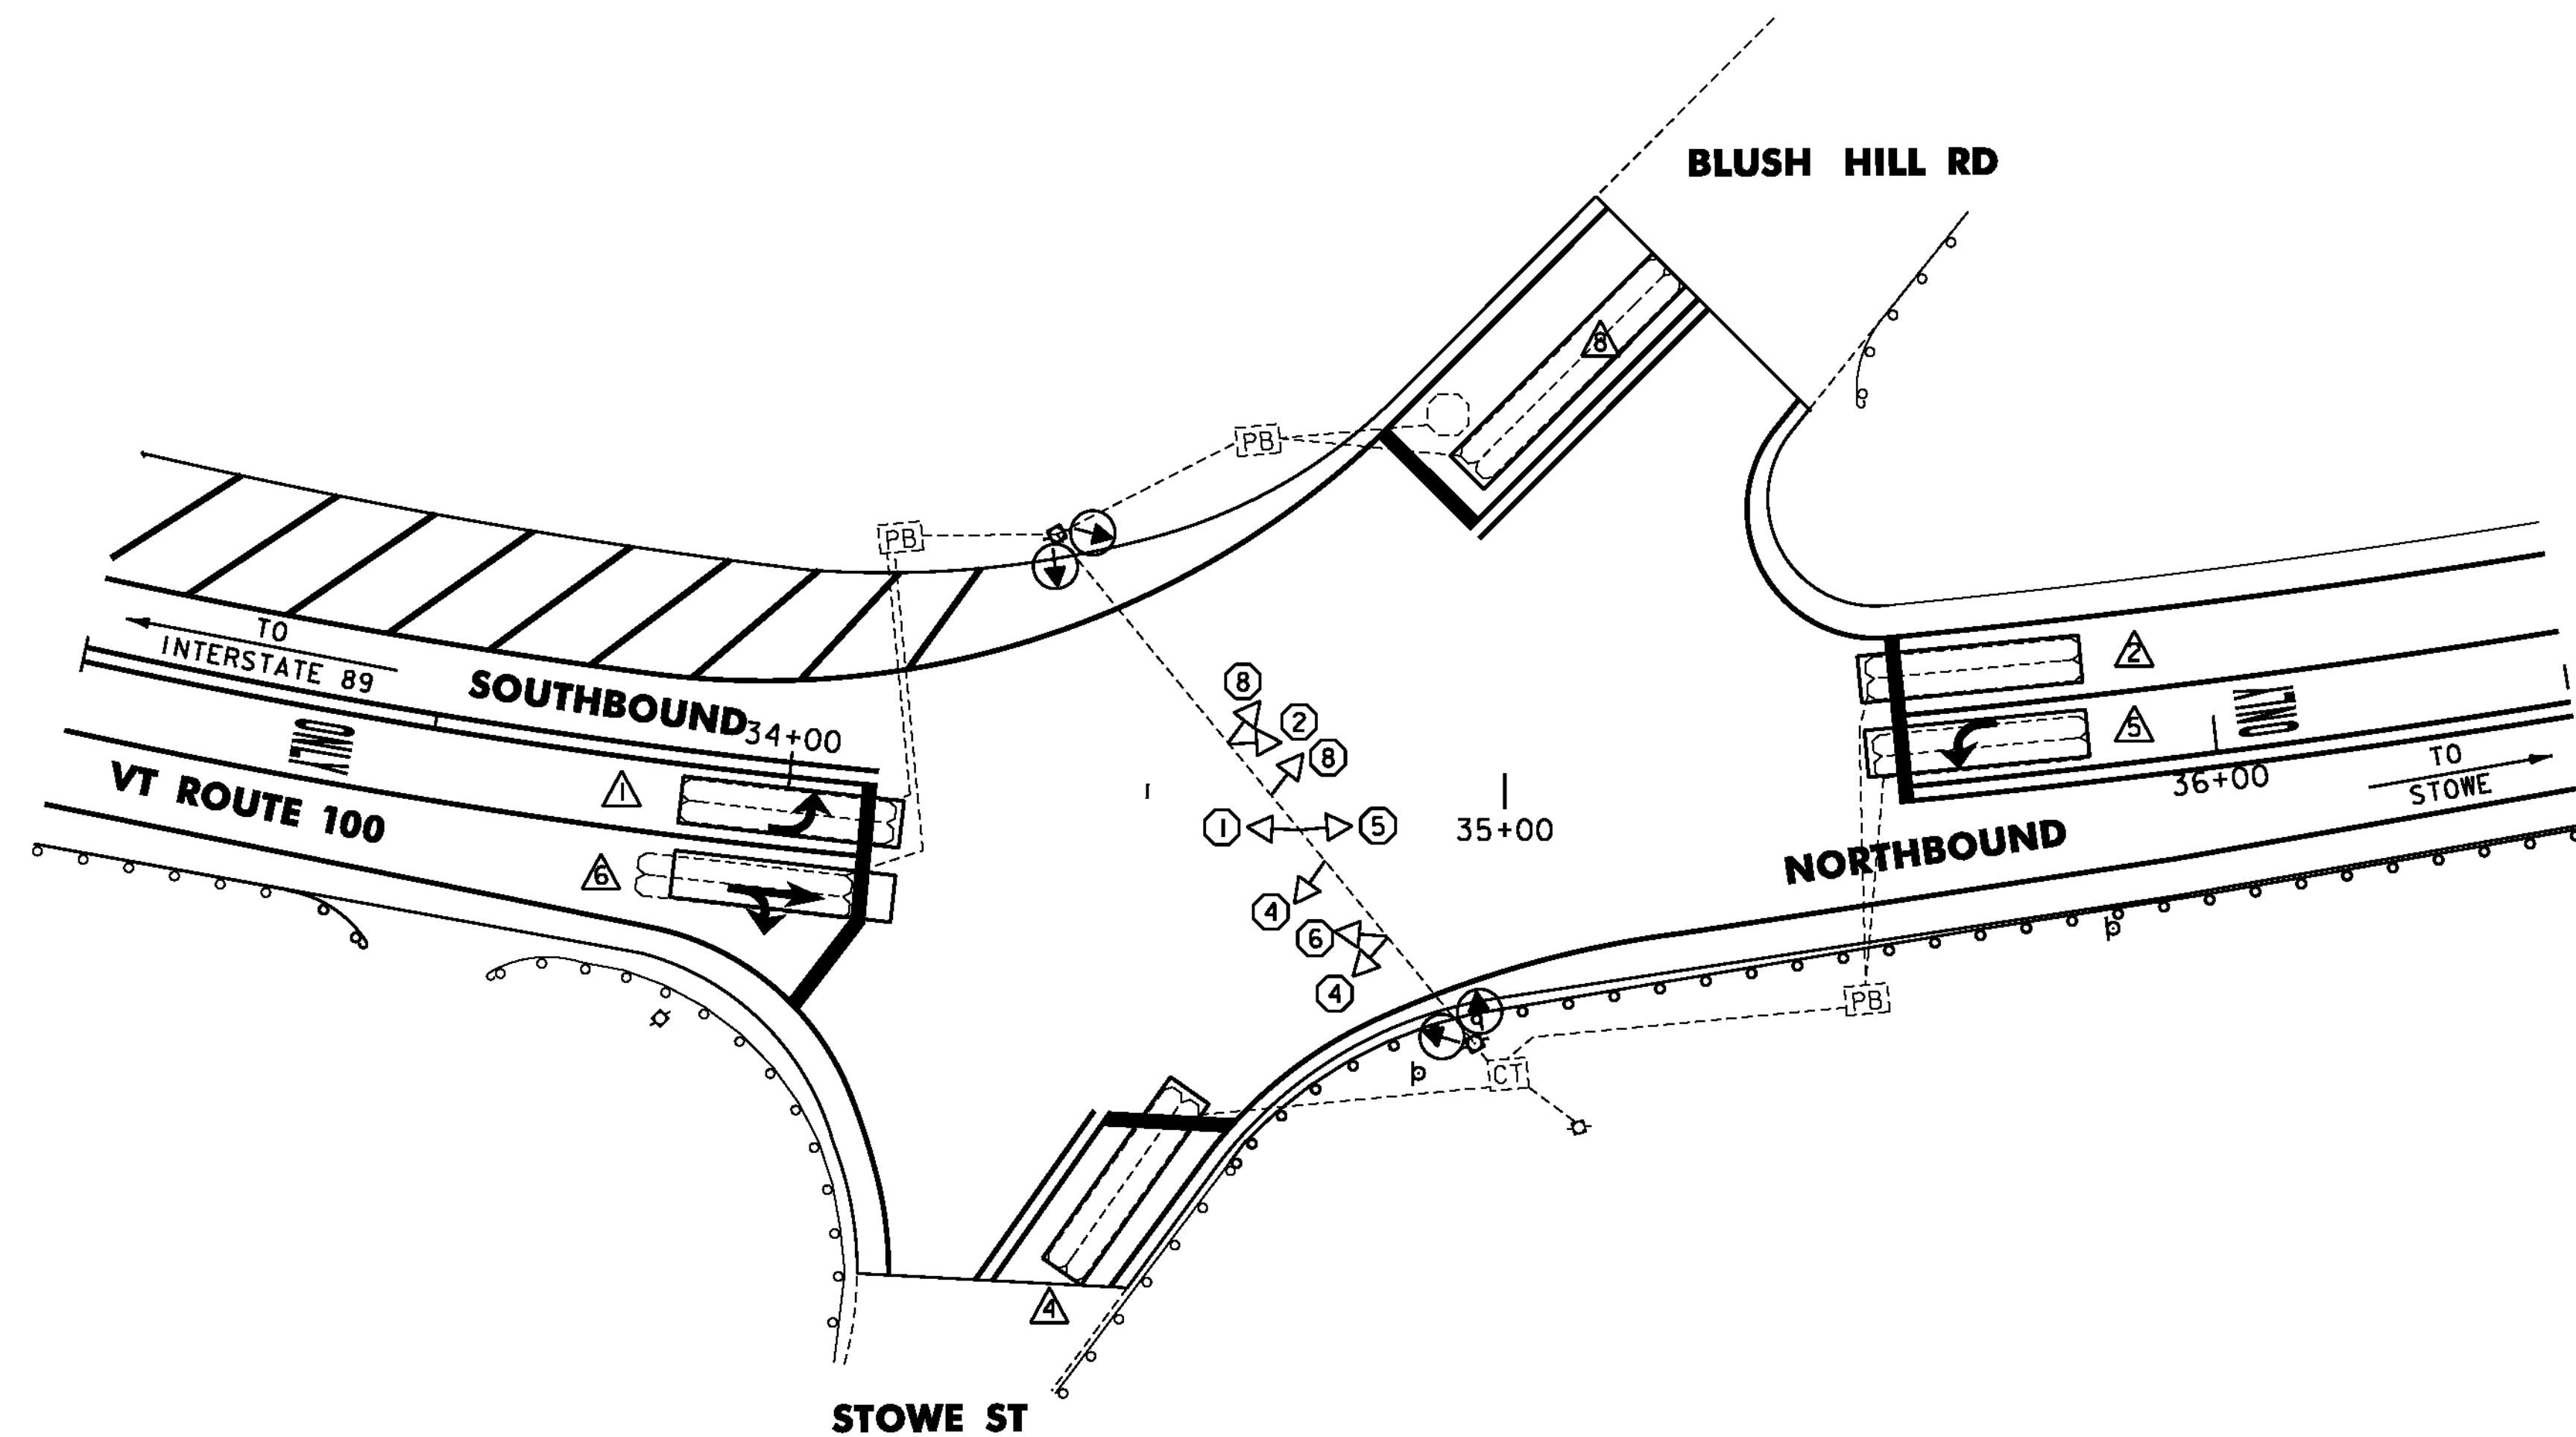 BLUSH HILL RD
8
PB
PB
TO
INTERSTATE 89
SOUTHBOUND
34+00
ONLY
VT ROUTE 100
1
6
8
2
8
1
5
4
6
4
35+00
2
5
ONLY
36+00
TO
STOWE
NORTHBOUND
PB
CT
4
STOWE ST